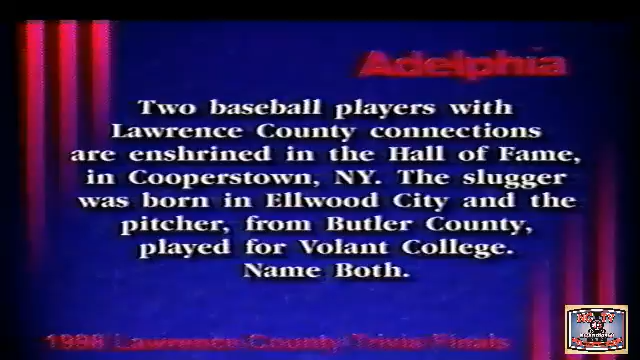 Adelphia
Two baseball players with
Lawrence County connections
are enshrined in the Hall of Fame,
in Cooperstown, NY. The slugger
was born in Ellwood City and the
pitcher, from Butler County,
played for Volant College.
Name Both.
1998 Lawrence County Trivia Finals